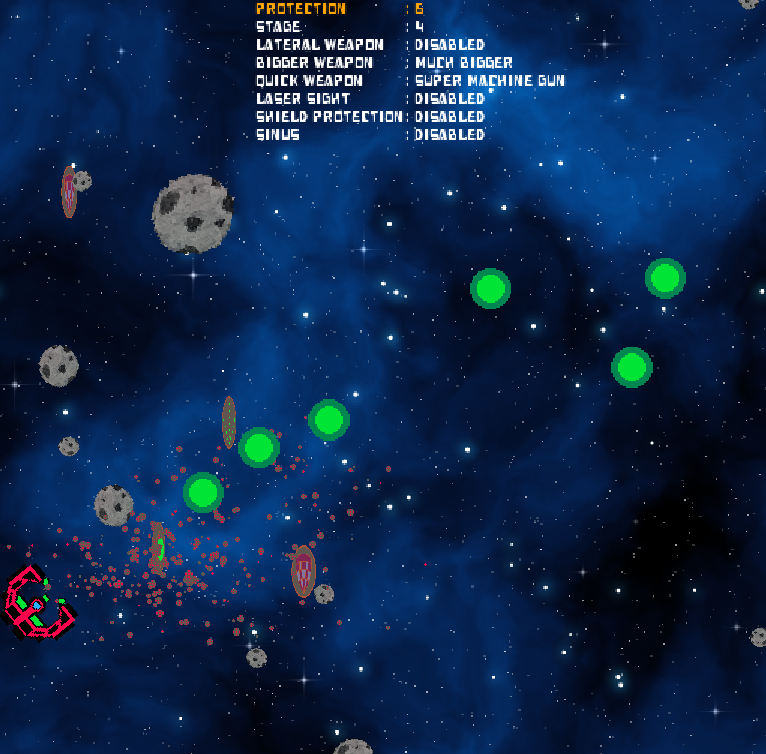 PROTECTION : 6
STAGE : 4
LATERAL WEAPON : DISABLED
BIGGER WEAPON : MUCH BIGGER
QUICK WEAPON : SUPER MACHINE GUN
LASER SIGHT : DISABLED
SHIELD PROTECTION : DISABLED
SINUS : DISABLED